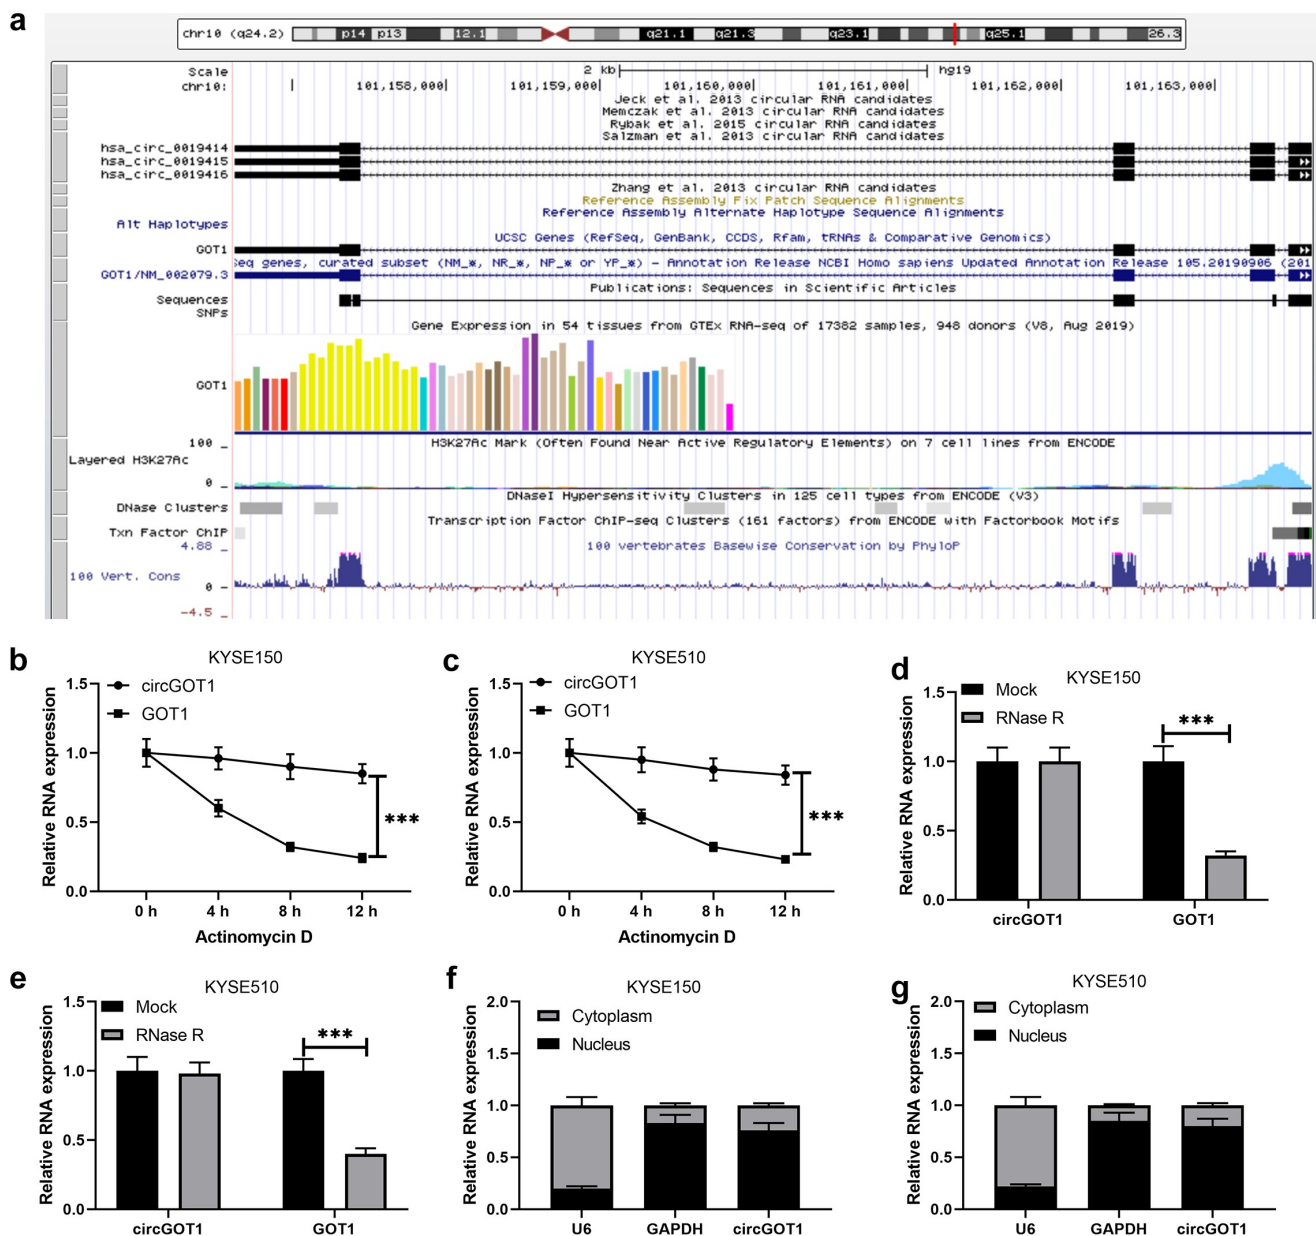 a
chr10 (q24.2) p14 p13 12.1 q21.1 q21.3 q23.1 q25.1 26.3
Scale 2 kb hg19
chr10: 101,158,000 101,159,000 101,160,000 101,161,000 101,162,000 101,163,000
Jeck et al. 2013 circular RNA candidates
Memczak et al. 2013 circular RNA candidates
Rybak et al. 2015 circular RNA candidates
Salzman et al. 2013 circular RNA candidates
hsa_circ_0019414
hsa_circ_0019415
hsa_circ_0019416
Zhang et al. 2013 circular RNA candidates
Reference Assembly Fix Patch Sequence Alignments
Reference Assembly Alternate Haplotype Sequence Alignments
Alt Haplotypes
UCSC Genes (RefSeq, GenBank, CCDS, Rfam, tRNAs & Comparative Genomics)
GOT1
Seq genes, curated subset (NM_*, NR_*, NP_* or YP_*) - Annotation Release NCBI Homo sapiens Updated Annotation Release 105.20190906 (201
GOT1/NM_002079.3
Publications: Sequences in Scientific Articles
Sequences
SNPs
Gene Expression in 54 tissues from GTEx RNA-seq of 17382 samples, 948 donors (V8, Aug 2019)
GOT1
H3K27Ac Mark (Often Found Near Active Regulatory Elements) on 7 cell lines from ENCODE
100 _
Layered H3K27Ac
0 _
DNaseI Hypersensitivity Clusters in 125 cell types from ENCODE (V3)
DNase Clusters
Transcription Factor ChIP-seq Clusters (161 factors) from ENCODE with Factorbook Motifs
Txn Factor ChIP
100 vertebrates Basewise Conservation by PhyloP
4.88 _
100 Vert. Cons
0 _
-4.5 _
b
KYSE150
circGOT1
GOT1
Relative RNA expression
1.5
1.0
0.5
0.0
***
0 h 4 h 8 h 12 h
Actinomycin D
c
KYSE510
circGOT1
GOT1
Relative RNA expression
1.5
1.0
0.5
0.0
***
0 h 4 h 8 h 12 h
Actinomycin D
d
KYSE150
Mock
RNase R
Relative RNA expression
1.5
1.0
0.5
0.0
***
circGOT1 GOT1
e
KYSE510
Mock
RNase R
Relative RNA expression
1.5
1.0
0.5
0.0
***
circGOT1 GOT1
f
KYSE150
Cytoplasm
Nucleus
Relative RNA expression
2.0
1.5
1.0
0.5
0.0
U6 GAPDH circGOT1
g
KYSE510
Cytoplasm
Nucleus
Relative RNA expression
2.0
1.5
1.0
0.5
0.0
U6 GAPDH circGOT1